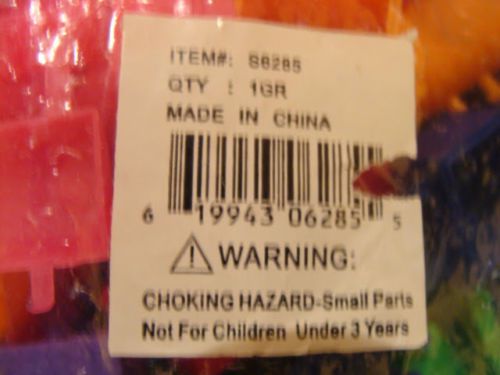 ITEM#: S6285
QTY : 1GR
MADE IN CHINA
6 19943 06285 5
WARNING:
CHOKING HAZARD-Small Parts
Not For Children Under 3 Years